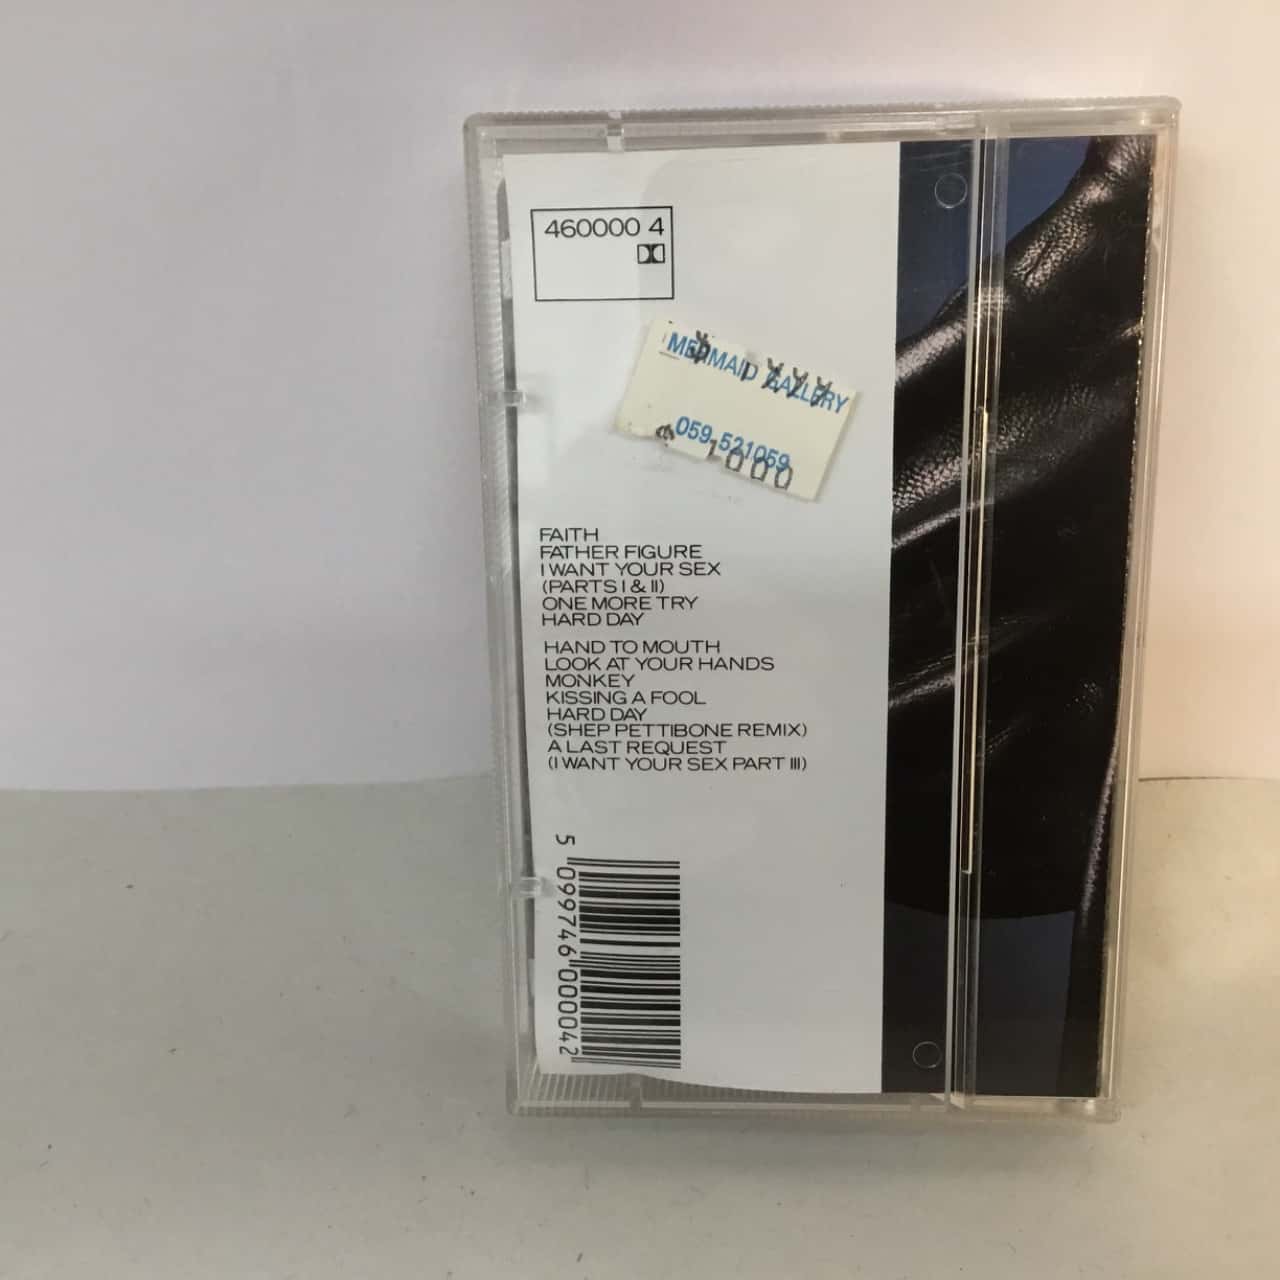 460000 4
MERMAID GALLERY
059.521059
1000
FAITH
FATHER FIGURE
I WANT YOUR SEX
(PARTS I & II)
ONE MORE TRY
HARD DAY
HAND TO MOUTH
LOOK AT YOUR HANDS
MONKEY
KISSING A FOOL
HARD DAY
(SHEP PETTIBONE REMIX)
A LAST REQUEST
(I WANT YOUR SEX PART III)
5 099746 000042